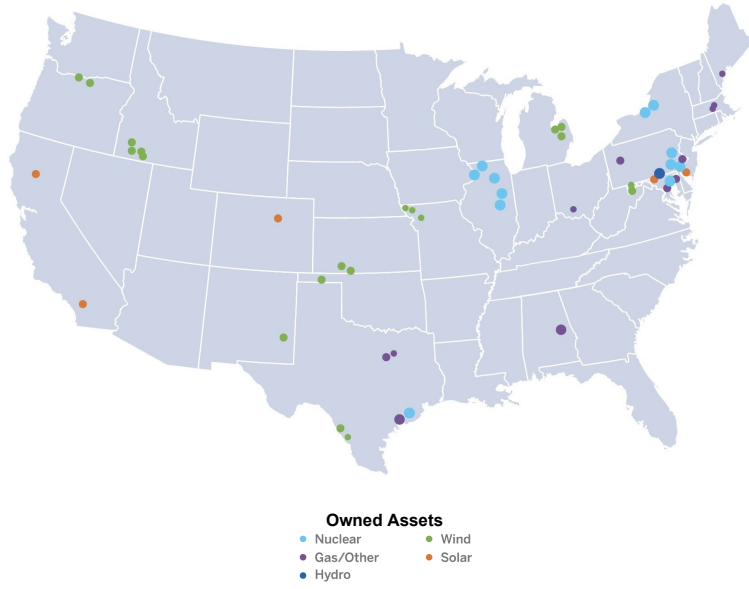 Owned Assets
Nuclear
Wind
Gas/Other
Solar
Hydro